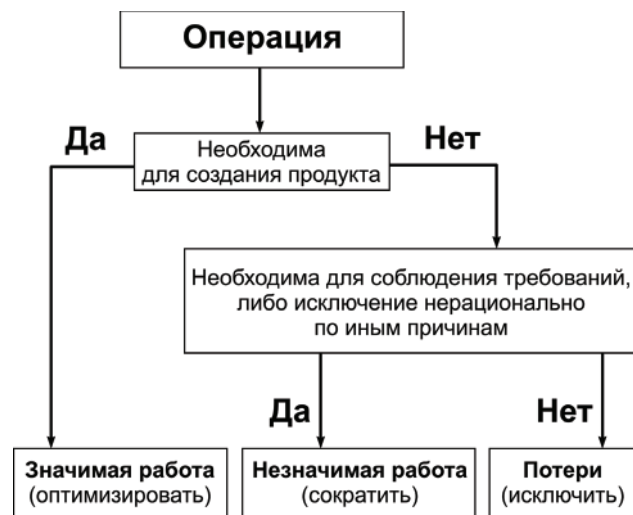 Операция
Да
Нет
Необходима
для создания продукта
Необходима для соблюдения требований,
либо исключение нерационально
по иным причинам
Да
Нет
Значимая работа
(оптимизировать)
Незначимая работа
(сократить)
Потери
(исключить)